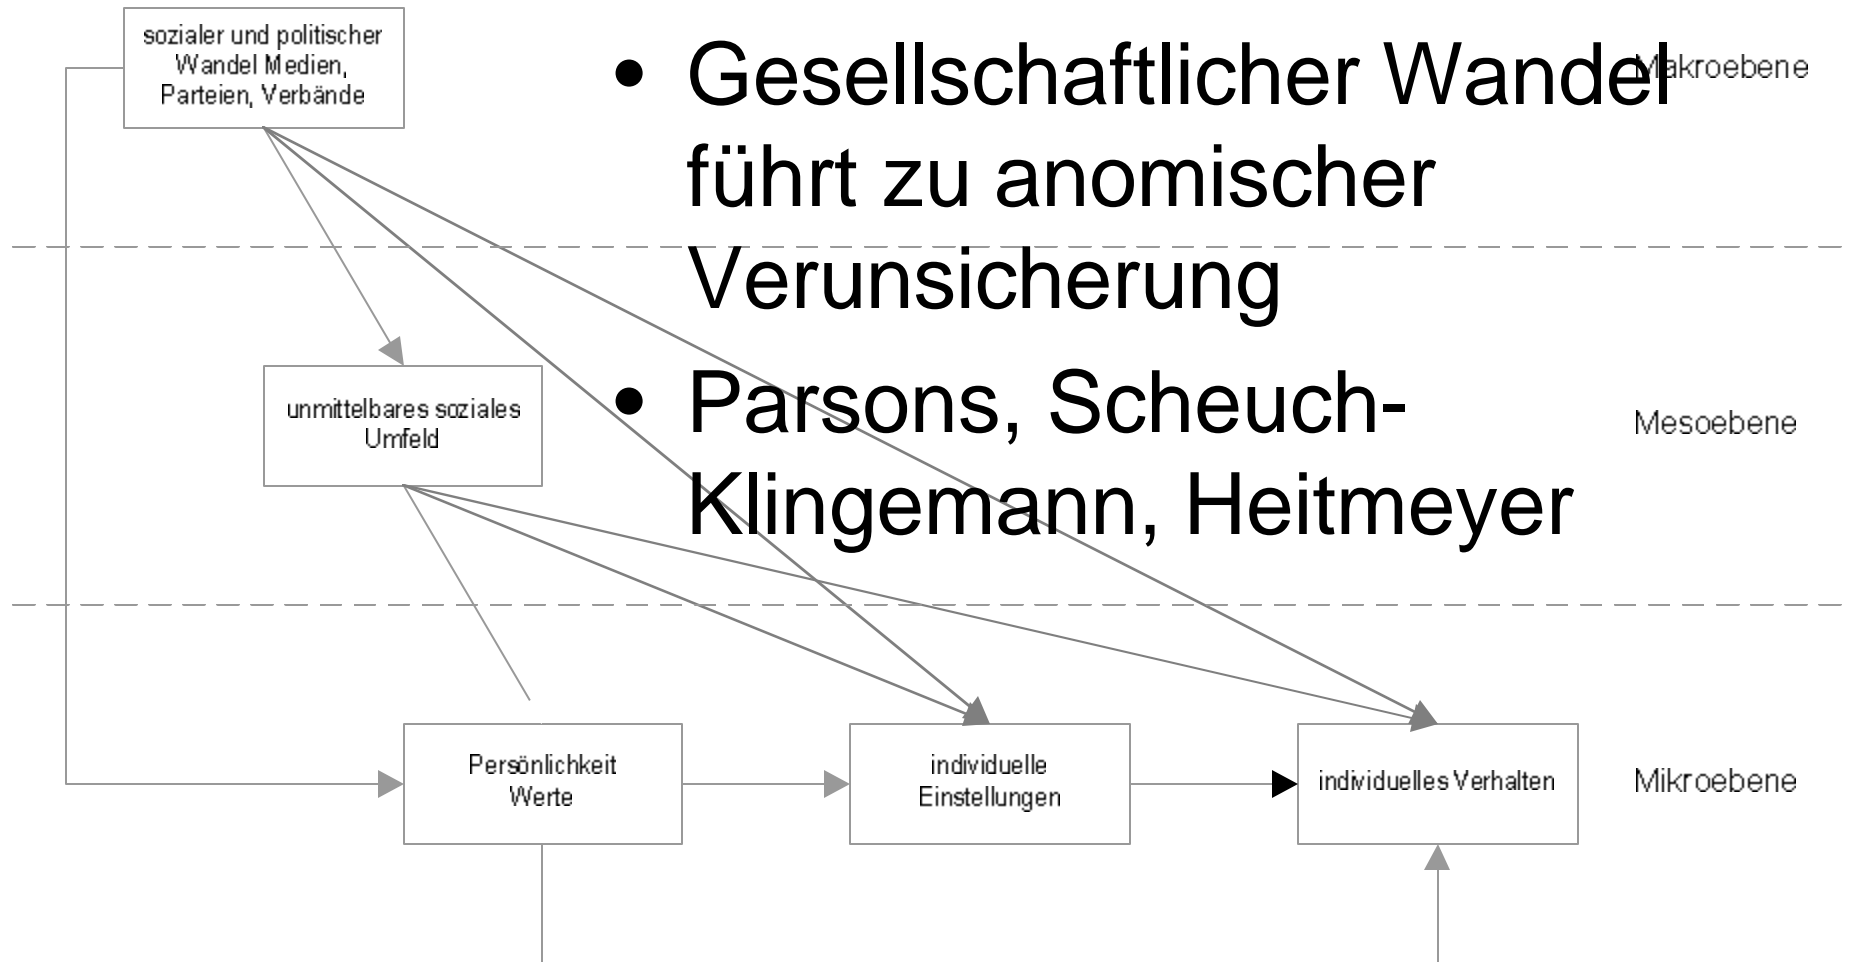 sozialer und politischer
Wandel Medien,
Parteien, Verbände
• Gesellschaftlicher Wandel
führt zu anomischer
Verunsicherung
• Parsons, Scheuch-
Klingemann, Heitmeyer
Makroebene
unmittelbares soziales
Umfeld
Mesoebene
Persönlichkeit
Werte
individuelle
Einstellungen
individuelles Verhalten
Mikroebene